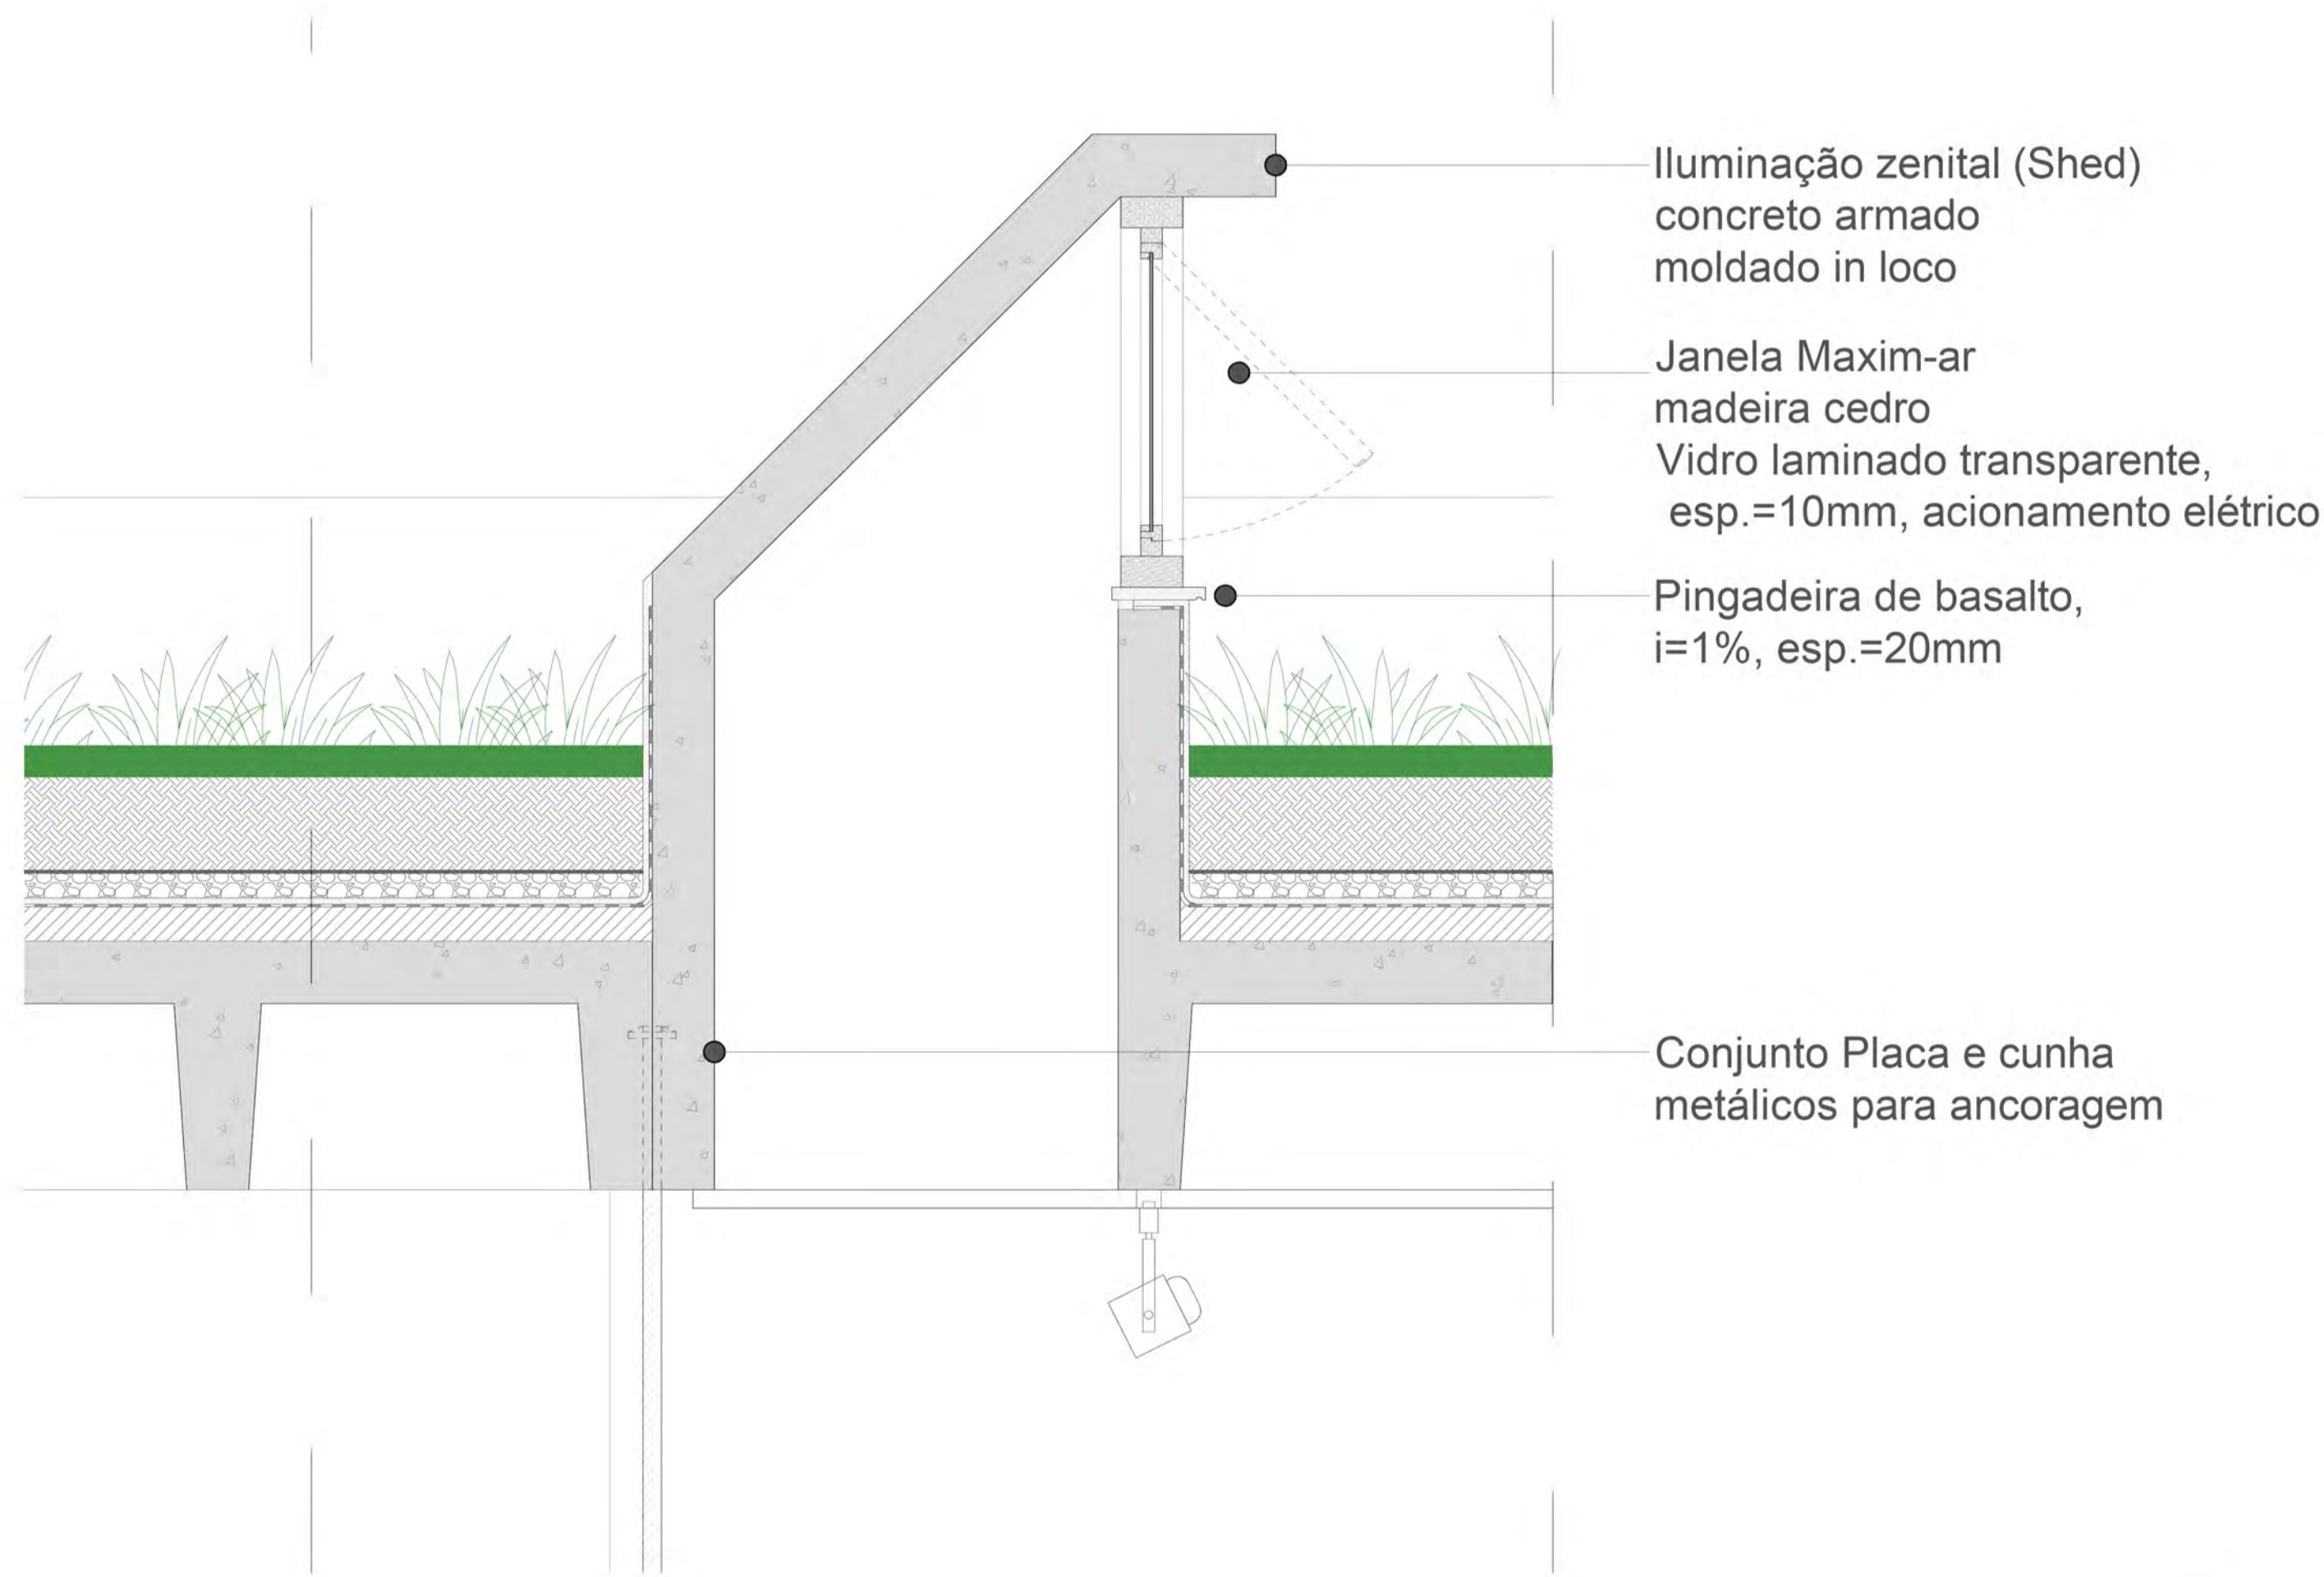 Iluminação zenital (Shed)
concreto armado
moldado in loco
Janela Maxim-ar
madeira cedro
Vidro laminado transparente,
esp.=10mm, acionamento elétrico
Pingadeira de basalto,
i=1%, esp.=20mm
Conjunto Placa e cunha
metálicos para ancoragem